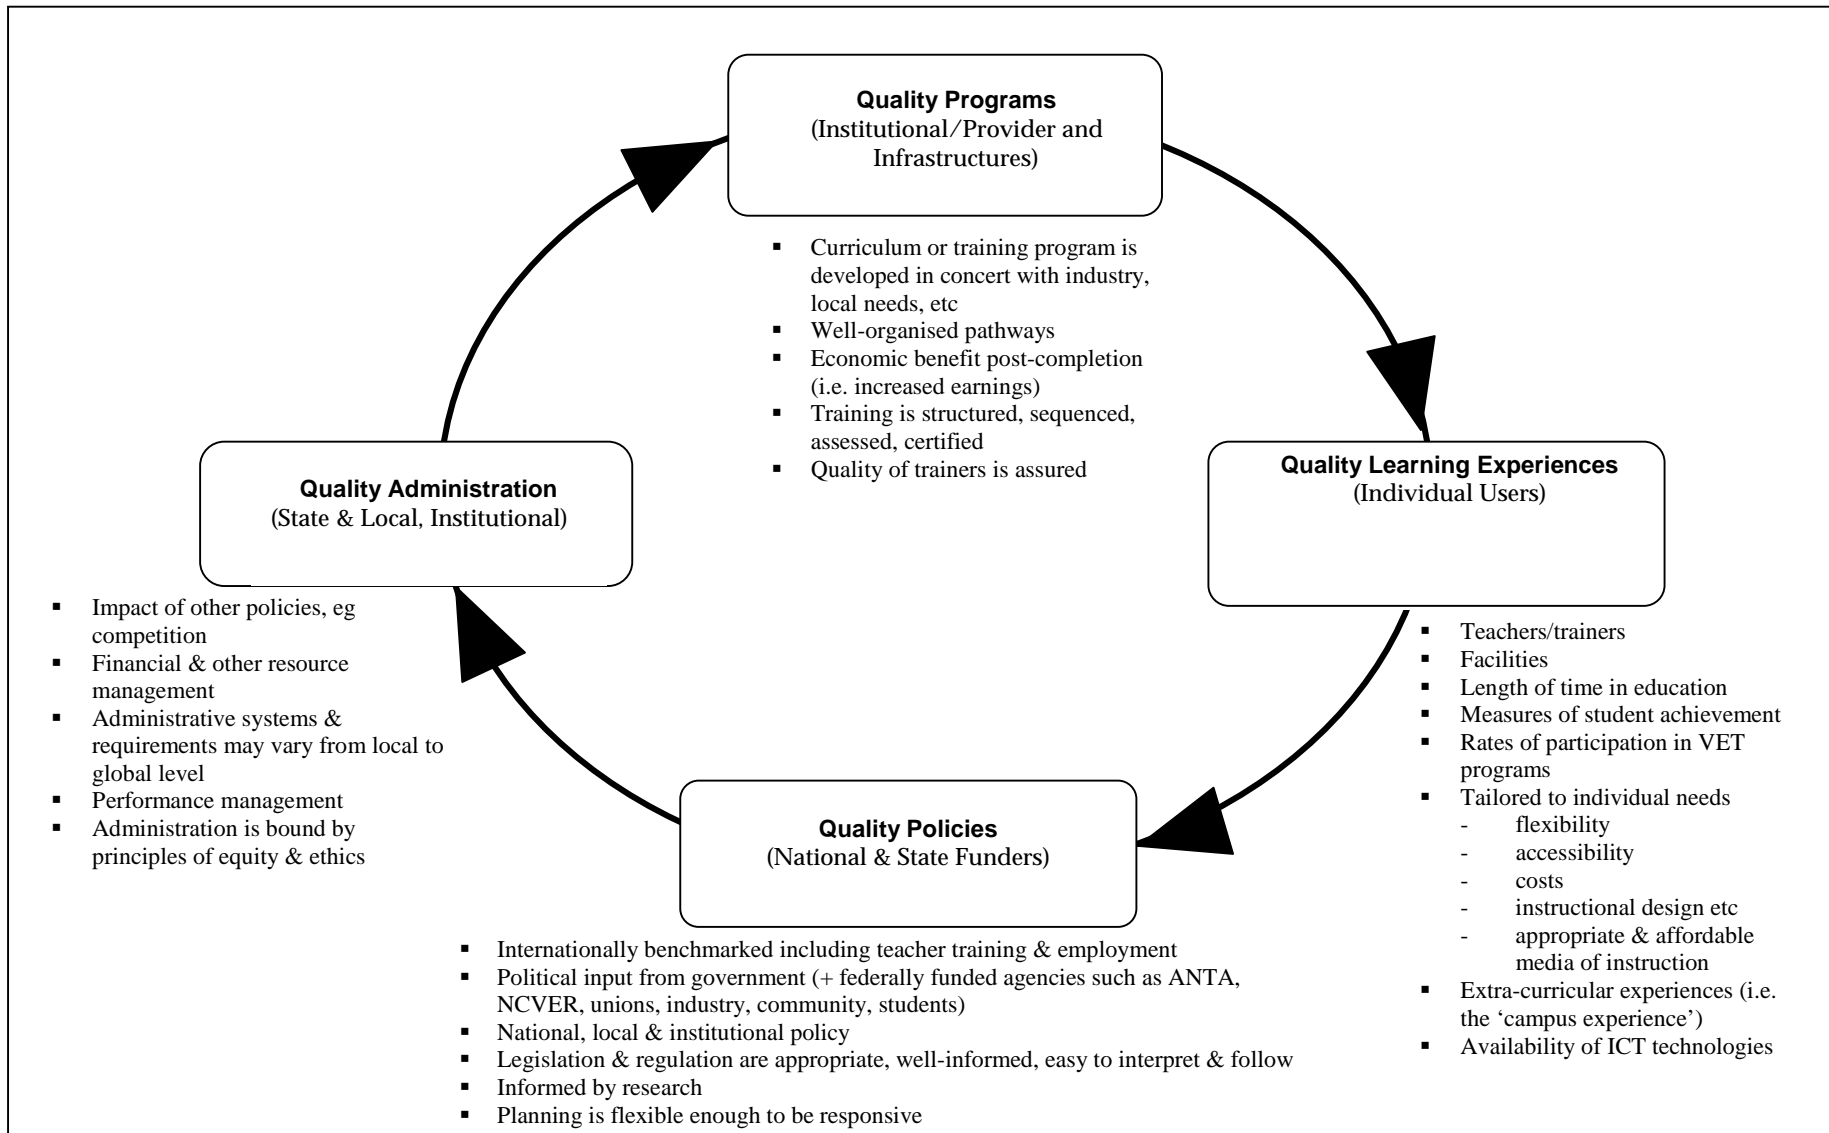 Quality Programs
(Institutional/Provider and
Infrastructures)
▪ Curriculum or training program is
developed in concert with industry,
local needs, etc
▪ Well-organised pathways
▪ Economic benefit post-completion
(i.e. increased earnings)
▪ Training is structured, sequenced,
assessed, certified
▪ Quality of trainers is assured
Quality Learning Experiences
(Individual Users)
▪ Teachers/trainers
▪ Facilities
▪ Length of time in education
▪ Measures of student achievement
▪ Rates of participation in VET
programs
▪ Tailored to individual needs
- flexibility
- accessibility
- costs
- instructional design etc
- appropriate & affordable
media of instruction
▪ Extra-curricular experiences (i.e.
the ‘campus experience’)
▪ Availability of ICT technologies
Quality Policies
(National & State Funders)
▪ Internationally benchmarked including teacher training & employment
▪ Political input from government (+ federally funded agencies such as ANTA,
NCVER, unions, industry, community, students)
▪ National, local & institutional policy
▪ Legislation & regulation are appropriate, well-informed, easy to interpret & follow
▪ Informed by research
▪ Planning is flexible enough to be responsive
Quality Administration
(State & Local, Institutional)
▪ Impact of other policies, eg
competition
▪ Financial & other resource
management
▪ Administrative systems &
requirements may vary from local to
global level
▪ Performance management
▪ Administration is bound by
principles of equity & ethics